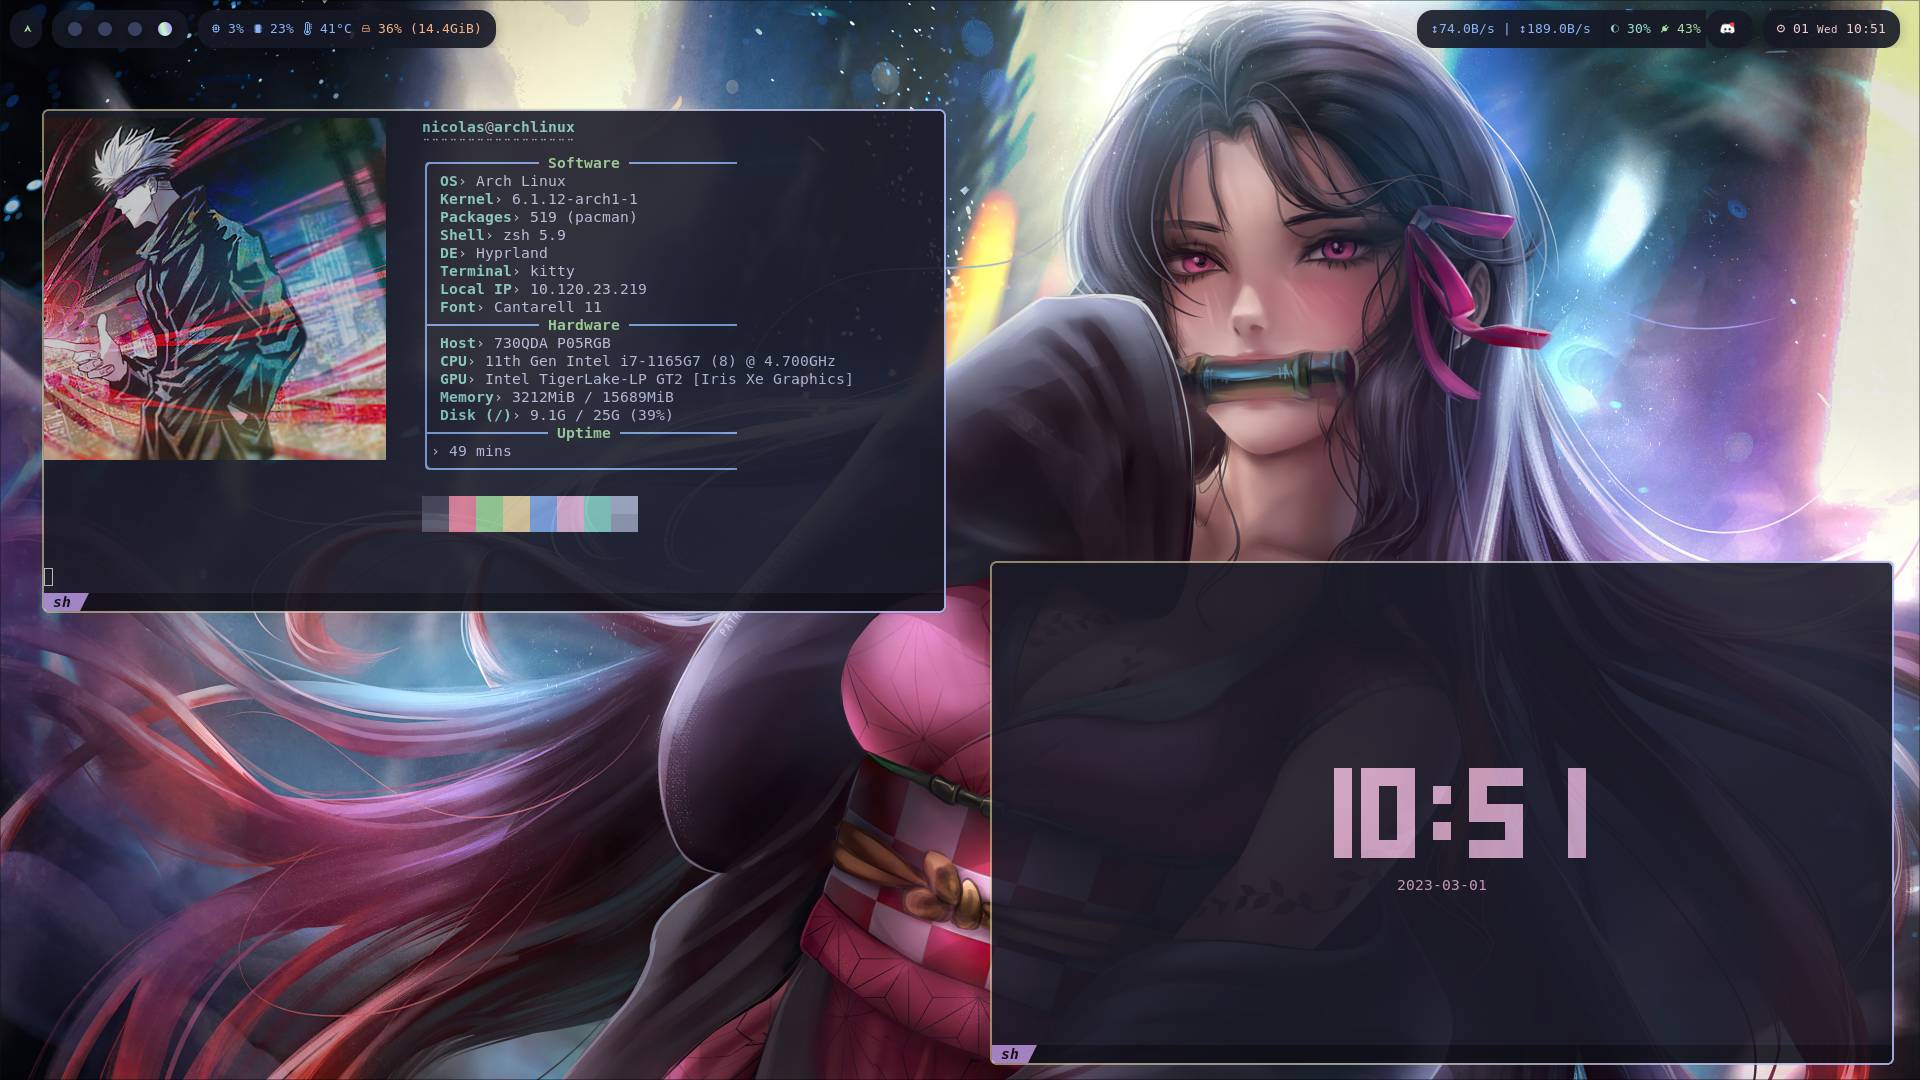 3% 23% 41°C 36% (14.4GiB)
↕74.0B/s | ↕189.0B/s 30% 43% 01 Wed 10:51
nicolas@archlinux
Software
OS› Arch Linux
Kernel› 6.1.12-arch1-1
Packages› 519 (pacman)
Shell› zsh 5.9
DE› Hyprland
Terminal› kitty
Local IP› 10.120.23.219
Font› Cantarell 11
Hardware
Host› 730QDA P05RGB
CPU› 11th Gen Intel i7-1165G7 (8) @ 4.700GHz
GPU› Intel TigerLake-LP GT2 [Iris Xe Graphics]
Memory› 3212MiB / 15689MiB
Disk (/)› 9.1G / 25G (39%)
Uptime
› 49 mins
sh
10:51
2023-03-01
sh